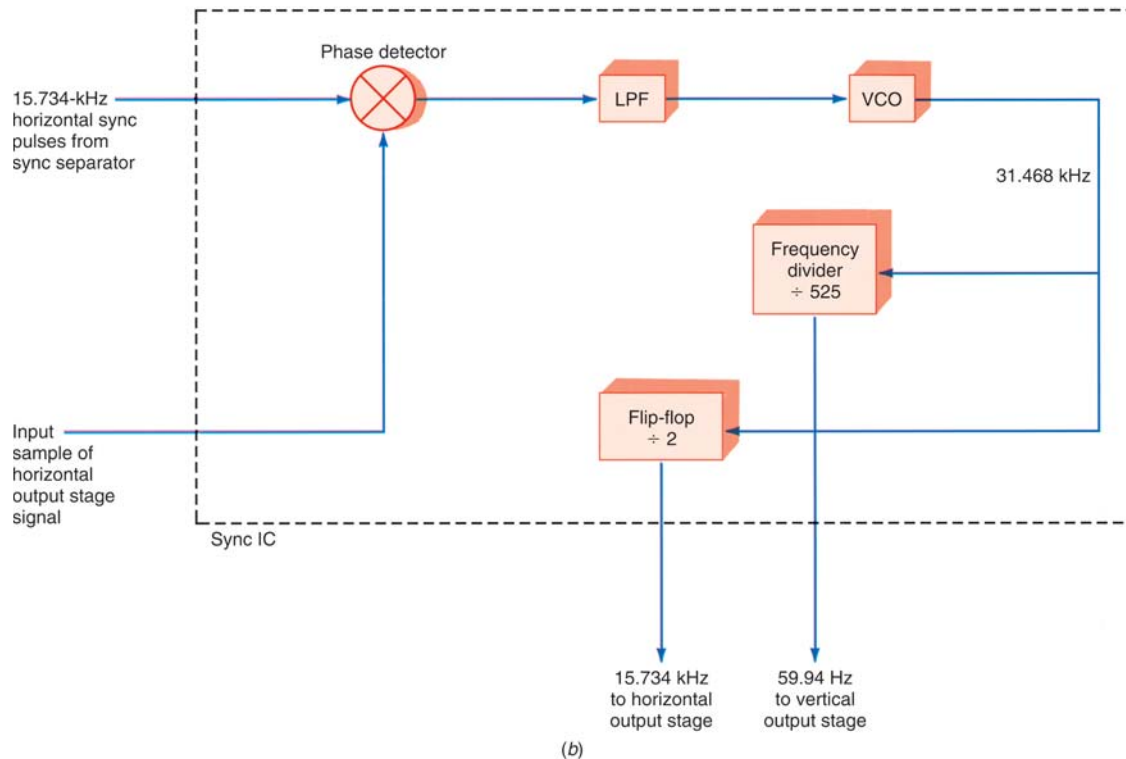 Phase detector
15.734-kHz
horizontal sync
pulses from
sync separator
LPF
VCO
31.468 kHz
Frequency
divider
÷ 525
Flip-flop
÷ 2
Input
sample of
horizontal
output stage
signal
Sync IC
15.734 kHz
to horizontal
output stage
59.94 Hz
to vertical
output stage
(b)